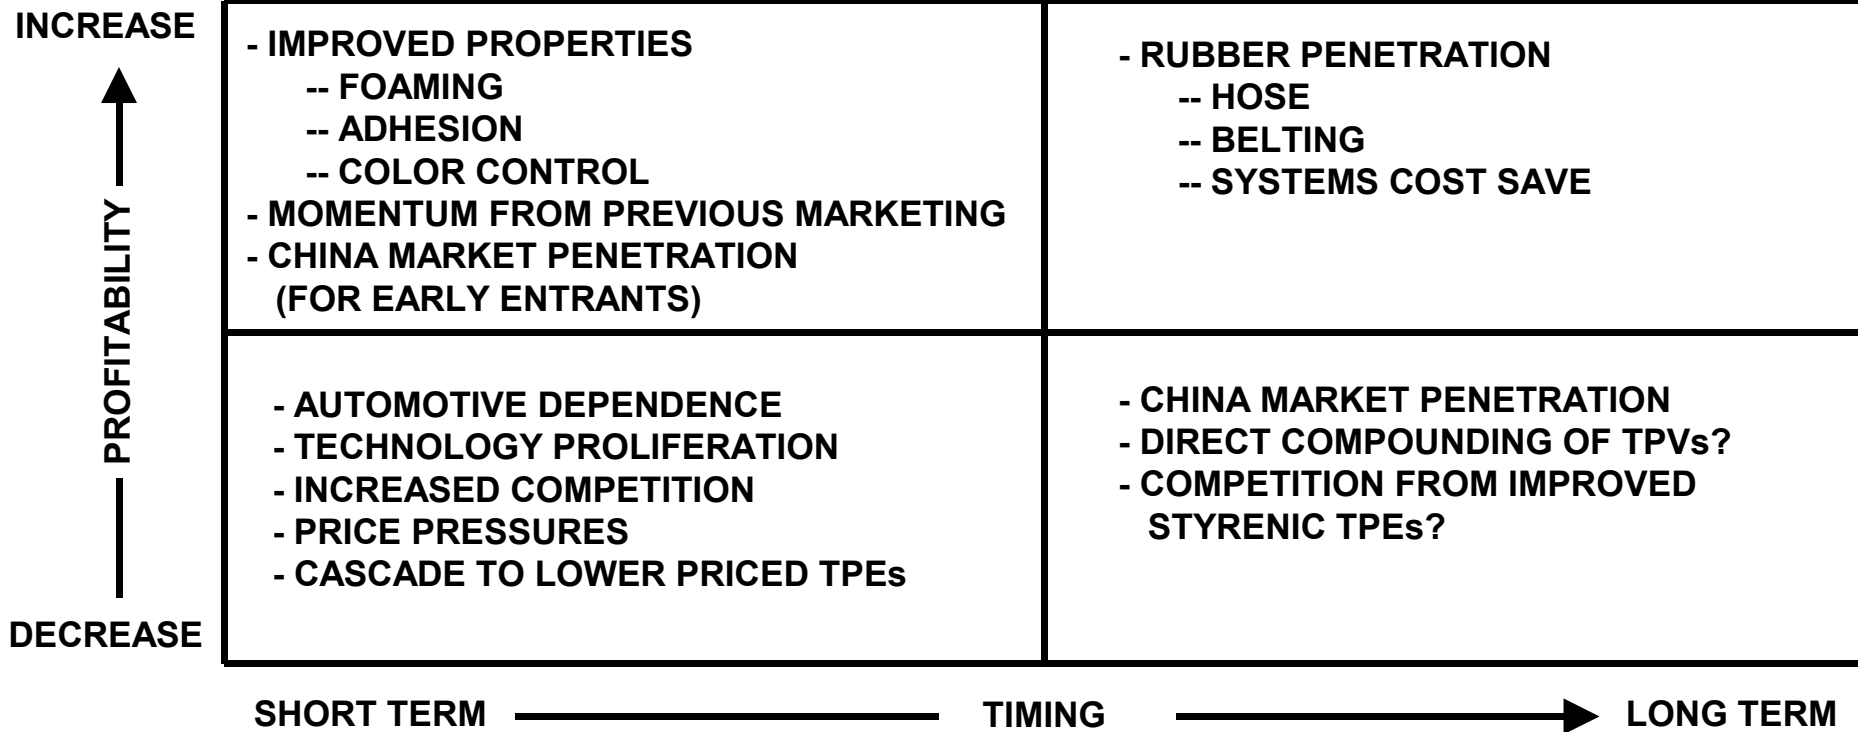 INCREASE
PROFITABILITY
DECREASE
- IMPROVED PROPERTIES
-- FOAMING
-- ADHESION
-- COLOR CONTROL
- MOMENTUM FROM PREVIOUS MARKETING
- CHINA MARKET PENETRATION
(FOR EARLY ENTRANTS)
- RUBBER PENETRATION
-- HOSE
-- BELTING
-- SYSTEMS COST SAVE
- AUTOMOTIVE DEPENDENCE
- TECHNOLOGY PROLIFERATION
- INCREASED COMPETITION
- PRICE PRESSURES
- CASCADE TO LOWER PRICED TPEs
- CHINA MARKET PENETRATION
- DIRECT COMPOUNDING OF TPVs?
- COMPETITION FROM IMPROVED
STYRENIC TPEs?
SHORT TERM
TIMING
LONG TERM